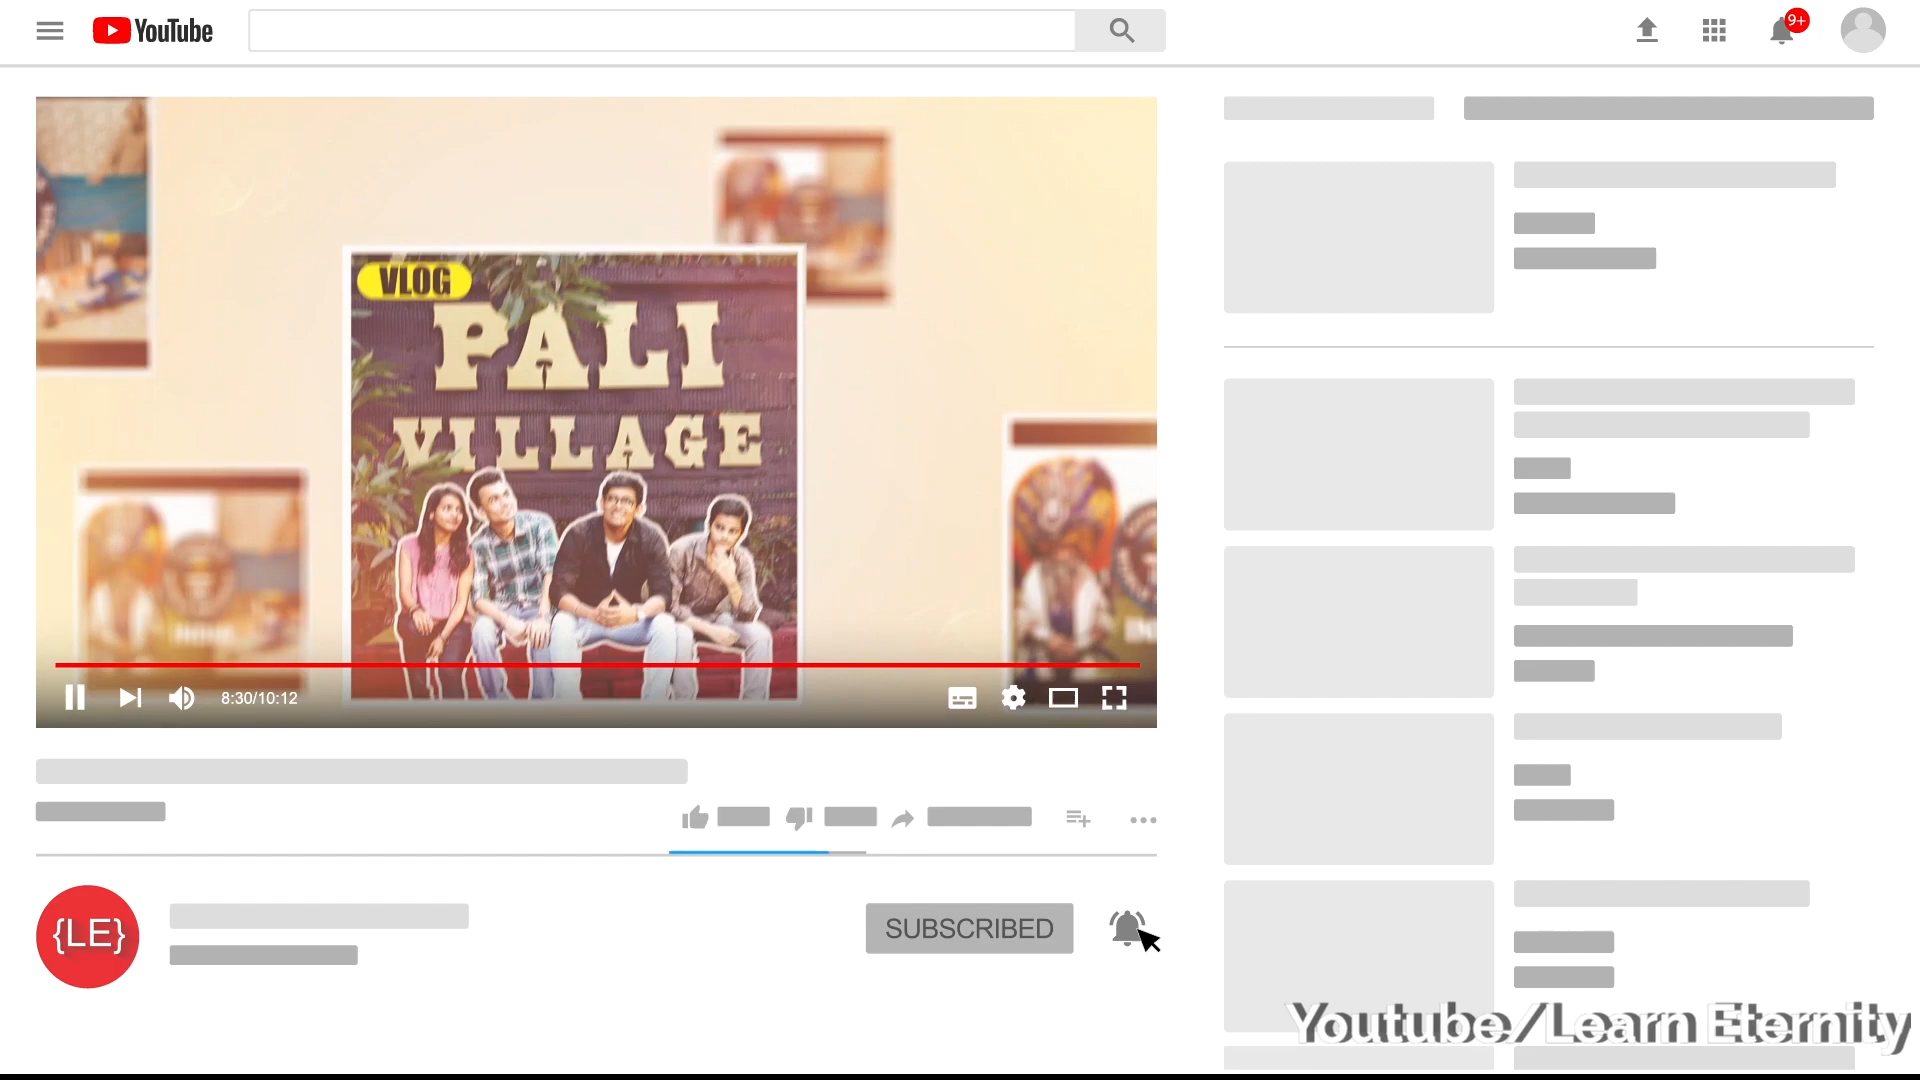 YouTube
9+
VLOG
PALI
VILLAGE
8:30/10:12
{LE}
SUBSCRIBED
Youtube/Learn Eternity